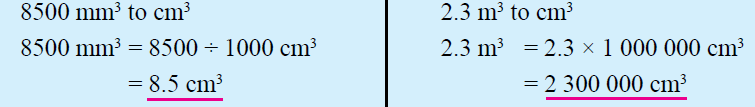 8500 mm³ to cm³
8500 mm³ = 8500 ÷ 1000 cm³
= 8.5 cm³
2.3 m³ to cm³
2.3 m³ = 2.3 × 1 000 000 cm³
= 2 300 000 cm³